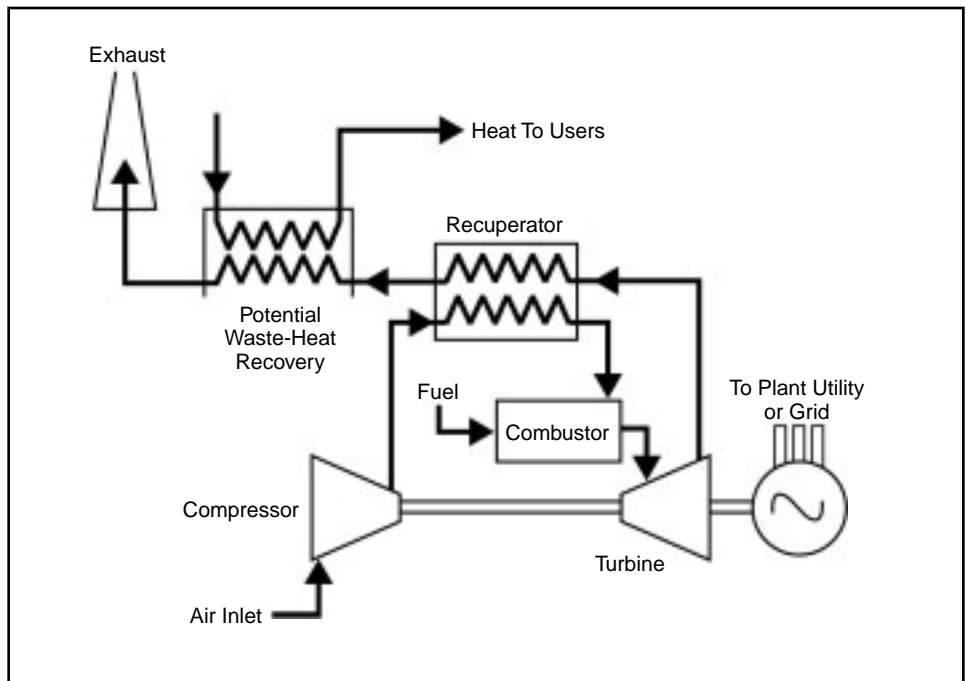 Exhaust
Heat To Users
Recuperator
Potential
Waste-Heat
Recovery
Fuel
To Plant Utility
or Grid
Combustor
Compressor
Turbine
Air Inlet